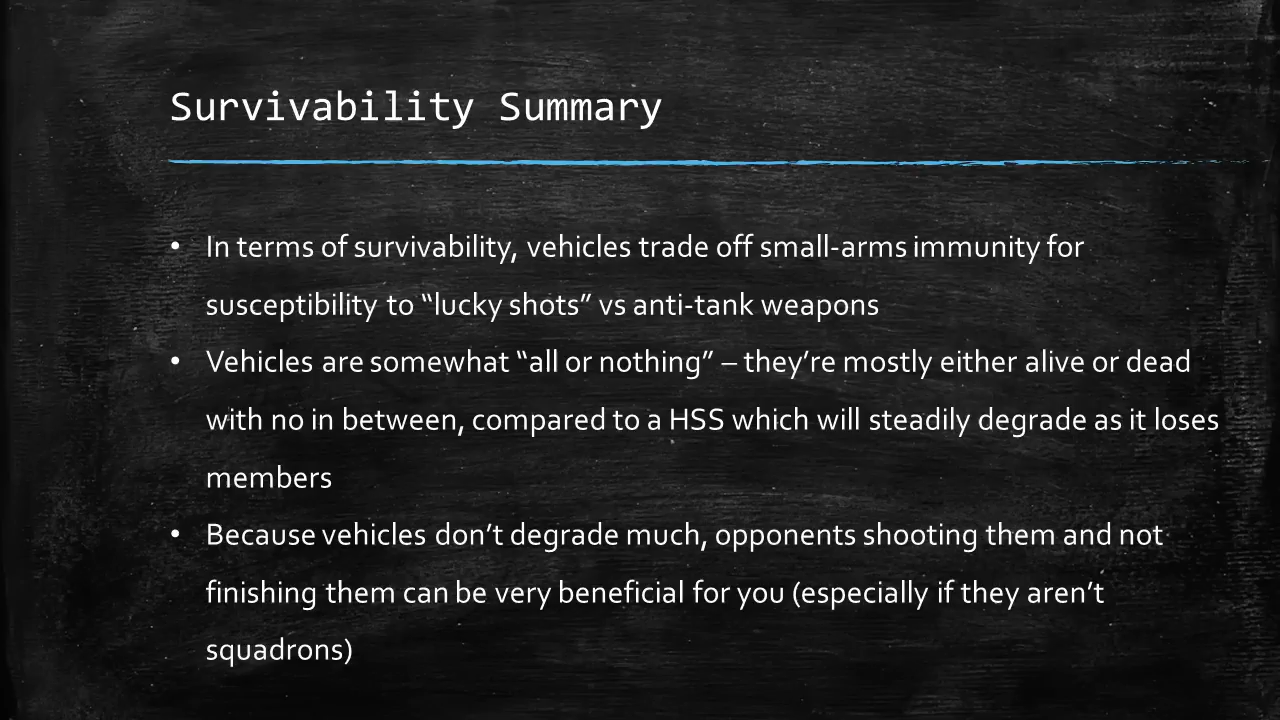 Survivability Summary
• In terms of survivability, vehicles trade off small-arms immunity for
susceptibility to “lucky shots” vs anti-tank weapons
• Vehicles are somewhat “all or nothing” – they’re mostly either alive or dead
with no in between, compared to a HSS which will steadily degrade as it loses
members
• Because vehicles don’t degrade much, opponents shooting them and not
finishing them can be very beneficial for you (especially if they aren’t
squadrons)